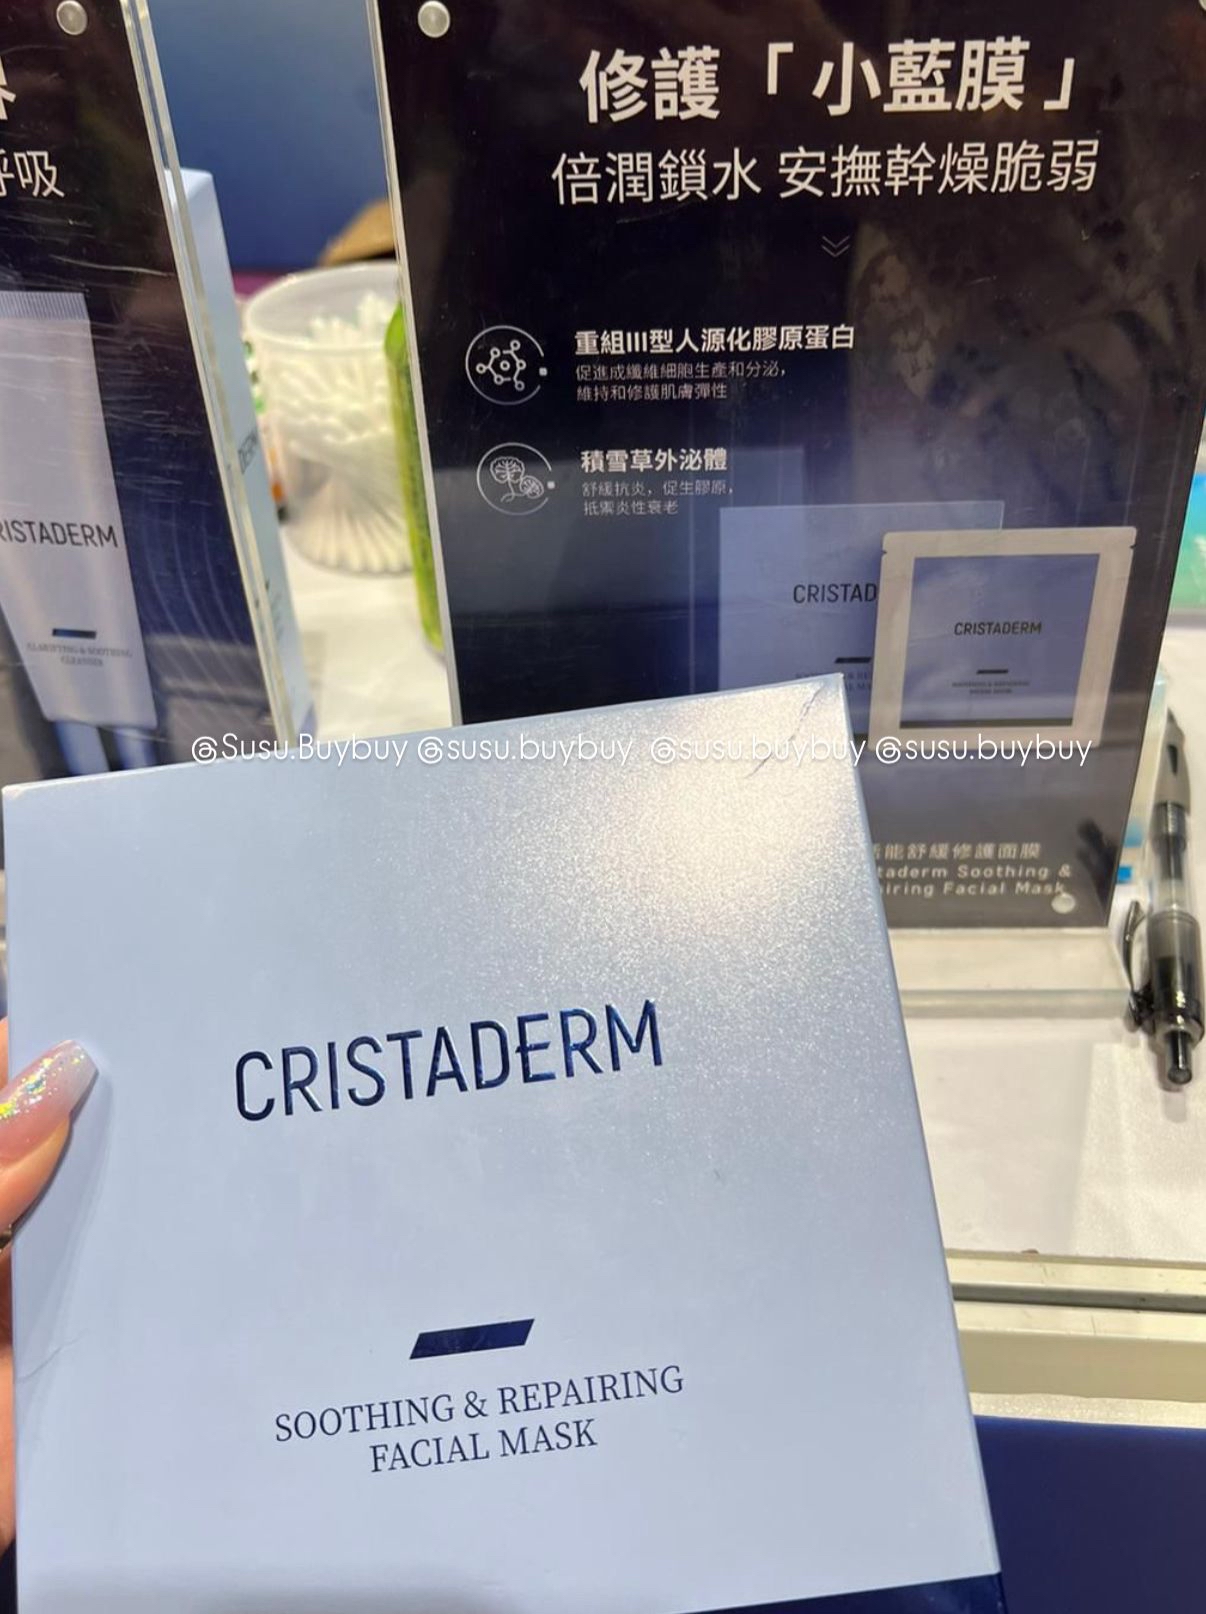 修護「小藍膜」
倍潤鎖水 安撫幹燥脆弱
重組III型人源化膠原蛋白
促進成纖維細胞生產和分泌，
維持和修護肌膚彈性
積雪草外泌體
舒緩抗炎，促生膠原，
抵禦炎性衰老
呼吸
RISTADERM
CLARIFYING & SOOTHING
CLEANSER
CRISTAD
CRISTADERM
@Susu.Buybuy @susu.buybuy @susu.buybuy @susu.buybuy
能舒緩修護面膜
taderm Soothing &
iring Facial Mask
CRISTADERM
SOOTHING & REPAIRING
FACIAL MASK